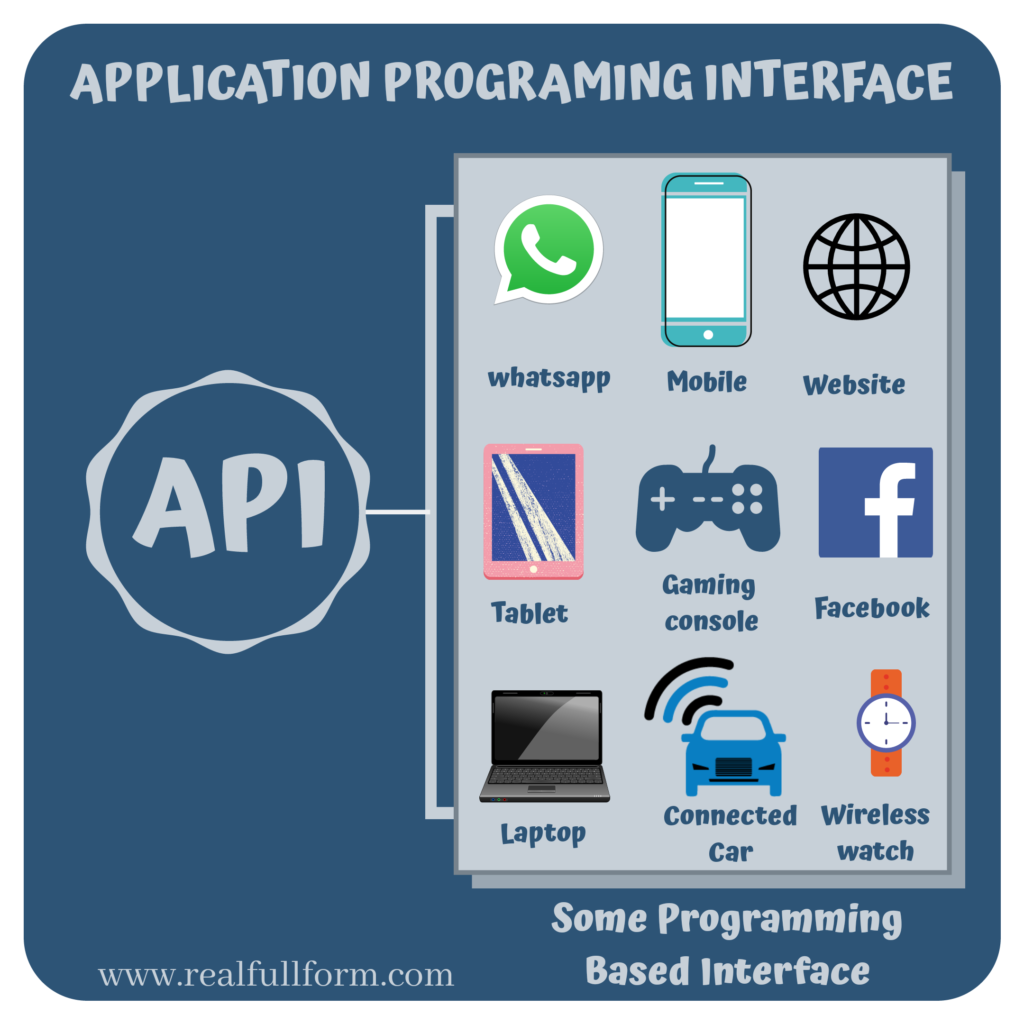 APPLICATION PROGRAMING INTERFACE
API
whatsapp
Mobile
Website
Tablet
Gaming
console
Facebook
Laptop
Connected
Car
Wireless
watch
Some Programming
Based Interface
www.realfullform.com